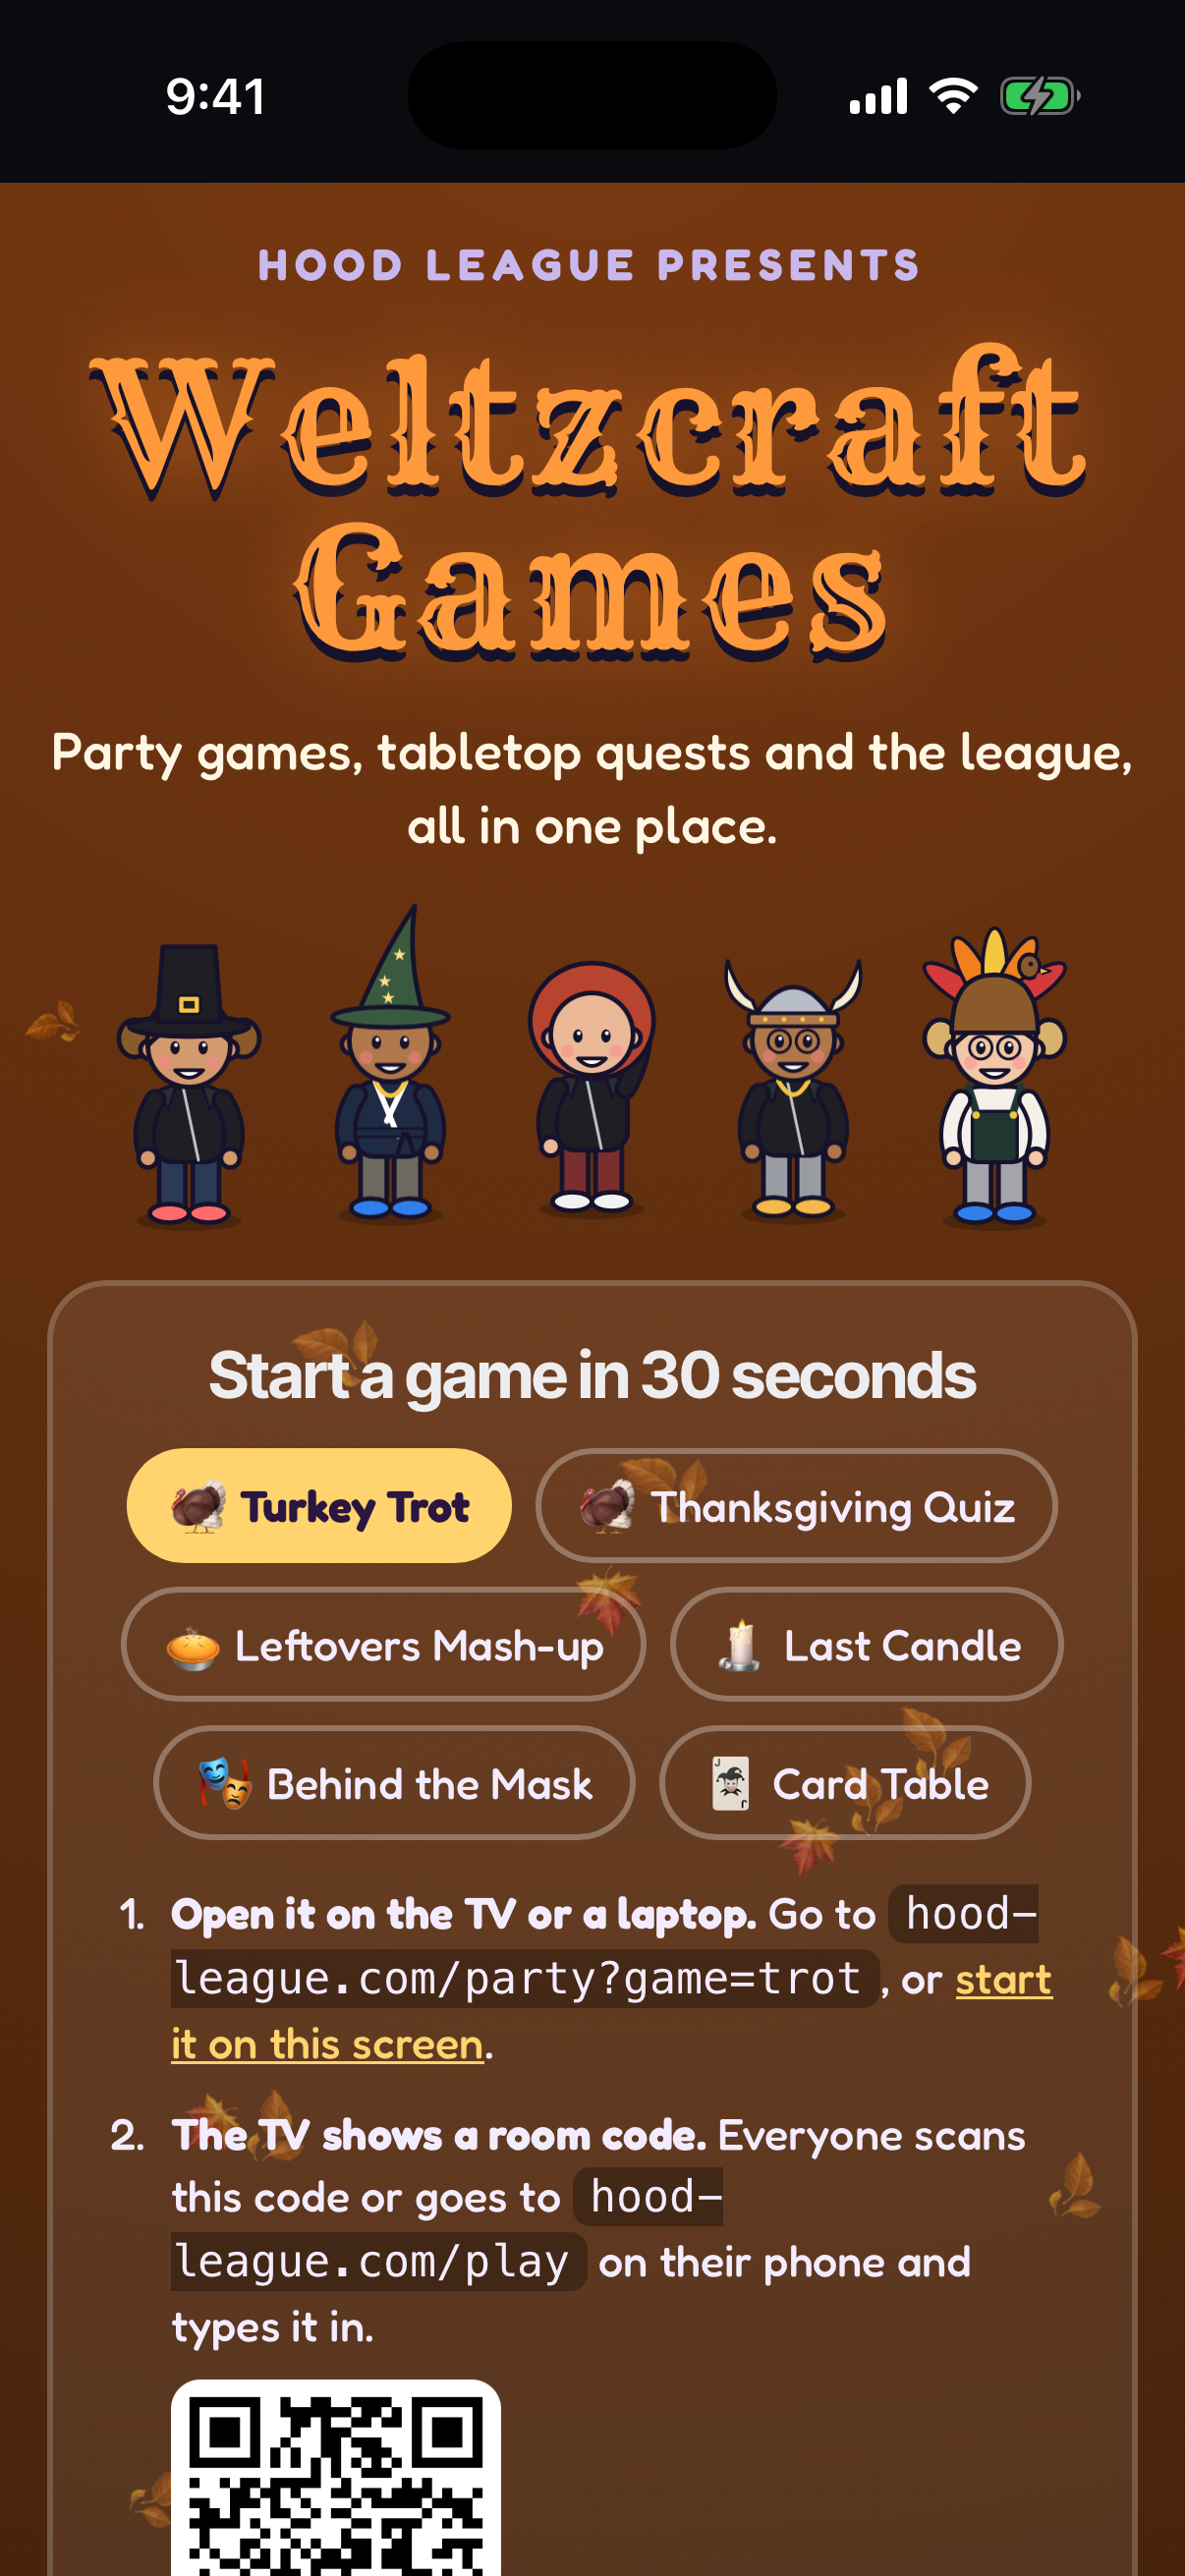 9:41
HOOD LEAGUE PRESENTS
Weltzcraft
Games
Party games, tabletop quests and the league,
all in one place.
Start a game in 30 seconds
Turkey Trot
Thanksgiving Quiz
Leftovers Mash-up
Last Candle
Behind the Mask
Card Table
1. Open it on the TV or a laptop. Go to hood-
league.com/party?game=trot, or start
it on this screen.
2. The TV shows a room code. Everyone scans
this code or goes to hood-
league.com/play on their phone and
types it in.